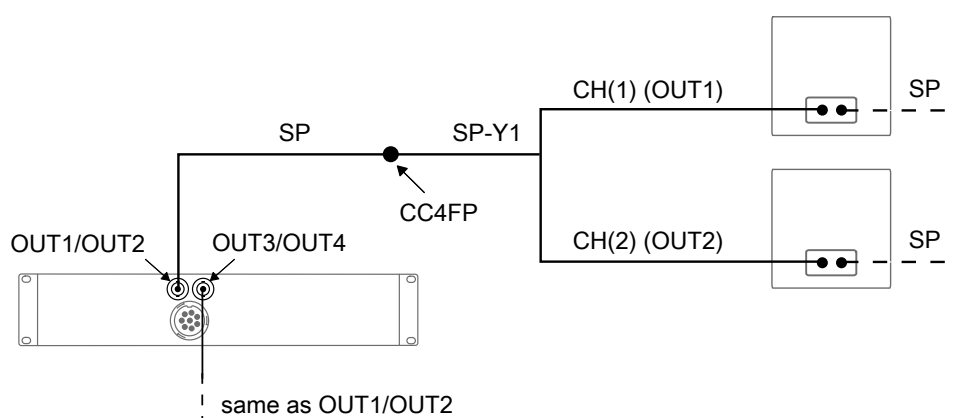 CH(1) (OUT1)
SP
SP
SP-Y1
CC4FP
OUT1/OUT2
OUT3/OUT4
CH(2) (OUT2)
SP
same as OUT1/OUT2